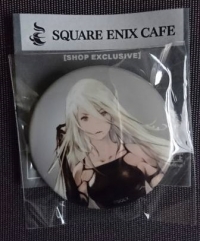 SQUARE ENIX CAFE
[SHOP EXCLUSIVE]